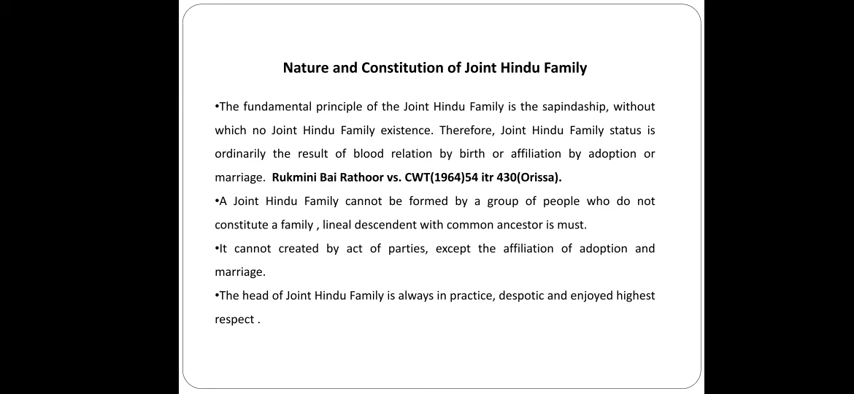 Nature and Constitution of Joint Hindu Family
•The fundamental principle of the Joint Hindu Family is the sapindaship, without
which no Joint Hindu Family existence. Therefore, Joint Hindu Family status is
ordinarily the result of blood relation by birth or affiliation by adoption or
marriage. Rukmini Bai Rathoor vs. CWT(1964)54 itr 430(Orissa).
•A Joint Hindu Family cannot be formed by a group of people who do not
constitute a family , lineal descendent with common ancestor is must.
•It cannot created by act of parties, except the affiliation of adoption and
marriage.
•The head of Joint Hindu Family is always in practice, despotic and enjoyed highest
respect .